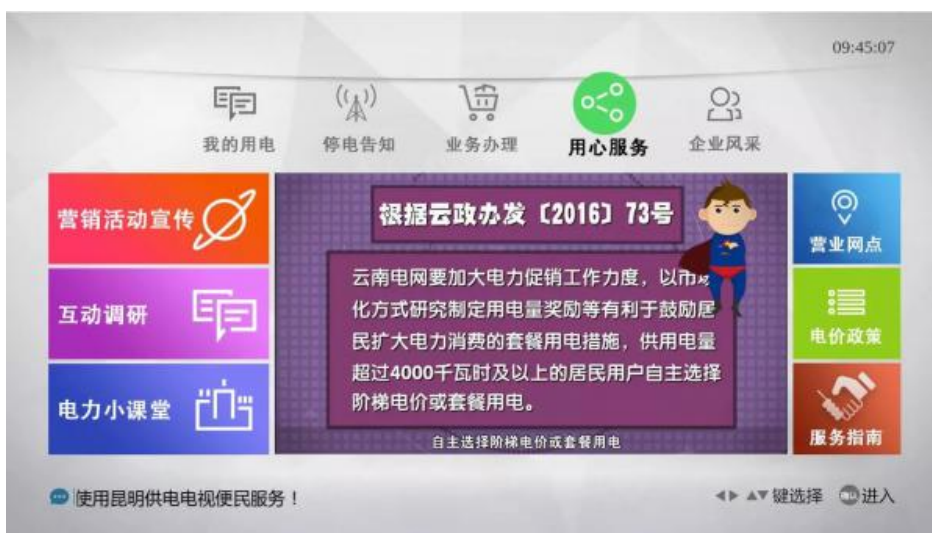 09:45:07
我的用电
停电告知
业务办理
用心服务
企业风采
营销活动宣传
互动调研
电力小课堂
根据云政办发〔2016〕73号
云南电网要加大电力促销工作力度，以市场
化方式研究制定用电量奖励等有利于鼓励居
民扩大电力消费的套餐用电措施，供用电量
超过4000千瓦时及以上的居民用户自主选择
阶梯电价或套餐用电。
自主选择阶梯电价或套餐用电
营业网点
电价政策
服务指南
使用昆明供电电视便民服务！
键选择
进入